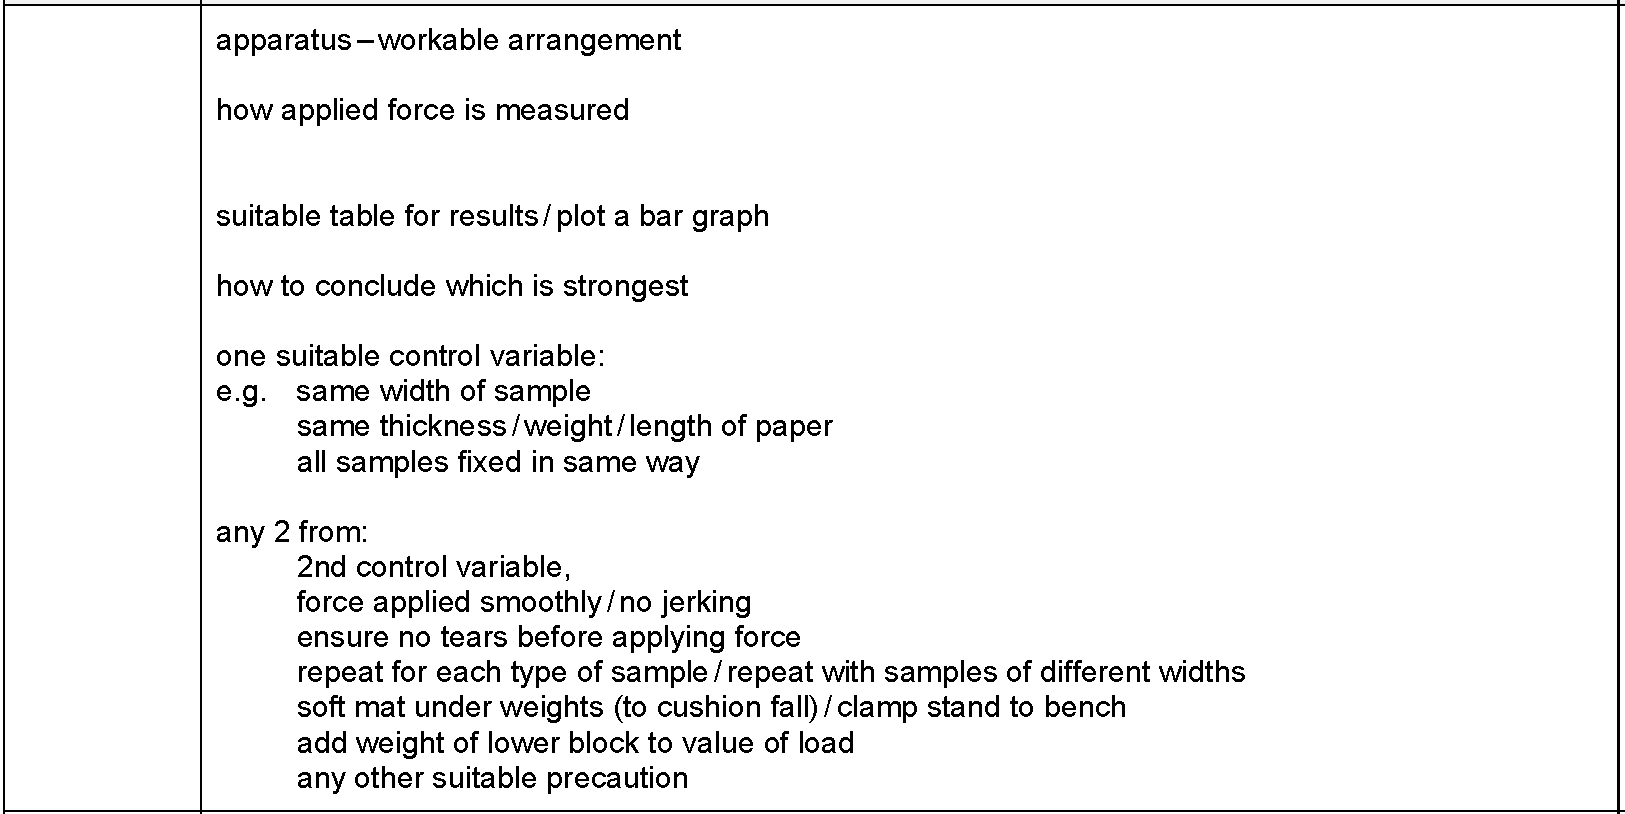 apparatus – workable arrangement
how applied force is measured
suitable table for results / plot a bar graph
how to conclude which is strongest
one suitable control variable:
e.g. same width of sample
same thickness / weight / length of paper
all samples fixed in same way
any 2 from:
2nd control variable,
force applied smoothly / no jerking
ensure no tears before applying force
repeat for each type of sample / repeat with samples of different widths
soft mat under weights (to cushion fall) / clamp stand to bench
add weight of lower block to value of load
any other suitable precaution